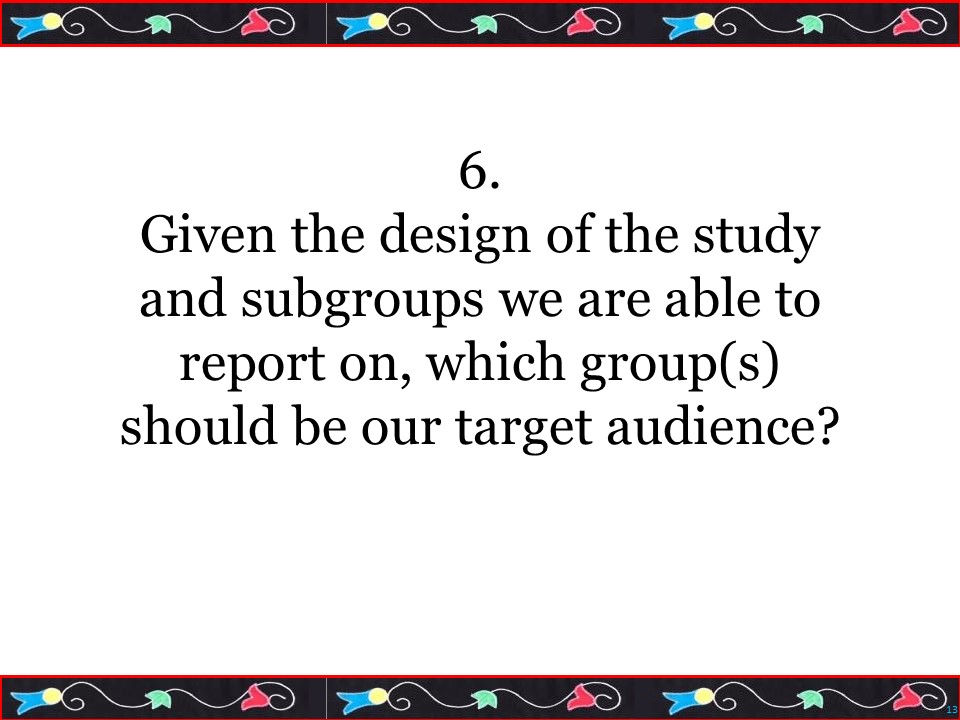 6.
Given the design of the study
and subgroups we are able to
report on, which group(s)
should be our target audience?
13